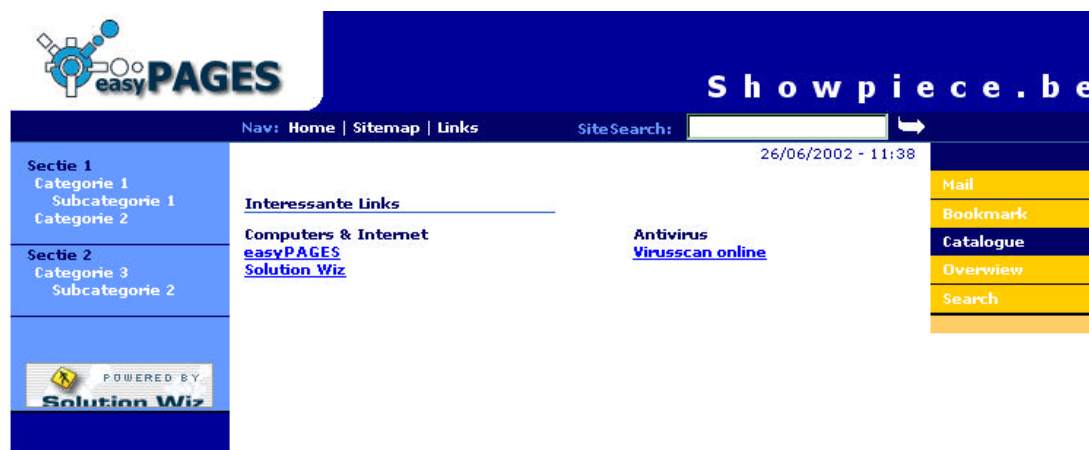 easyPAGES
Showpiece.be
Nav: Home | Sitemap | Links SiteSearch:
26/06/2002 - 11:38
Sectie 1
Categorie 1
Subcategorie 1
Categorie 2
Sectie 2
Categorie 3
Subcategorie 2
POWERED BY
Solution Wiz
Interessante Links
Computers & Internet
easyPAGES
Solution Wiz
Antivirus
Virusscan online
Mail
Bookmark
Catalogue
Overwiew
Search